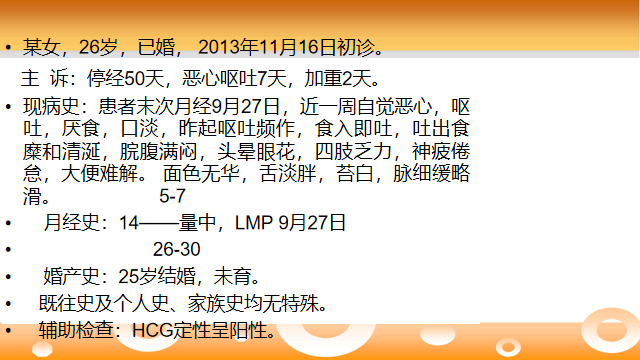 • 某女，26岁，已婚， 2013年11月16日初诊。
主 诉：停经50天，恶心呕吐7天，加重2天。
• 现病史：患者末次月经9月27日，近一周自觉恶心，呕
吐，厌食，口淡，昨起呕吐频作，食入即吐，吐出食
糜和清涎，脘腹满闷，头晕眼花，四肢乏力，神疲倦
怠，大便难解。 面色无华，舌淡胖，苔白，脉细缓略
滑。 5-7
• 月经史：14——量中，LMP 9月27日
• 26-30
• 婚产史：25岁结婚，未育。
• 既往史及个人史、家族史均无特殊。
• 辅助检查：HCG定性呈阳性。